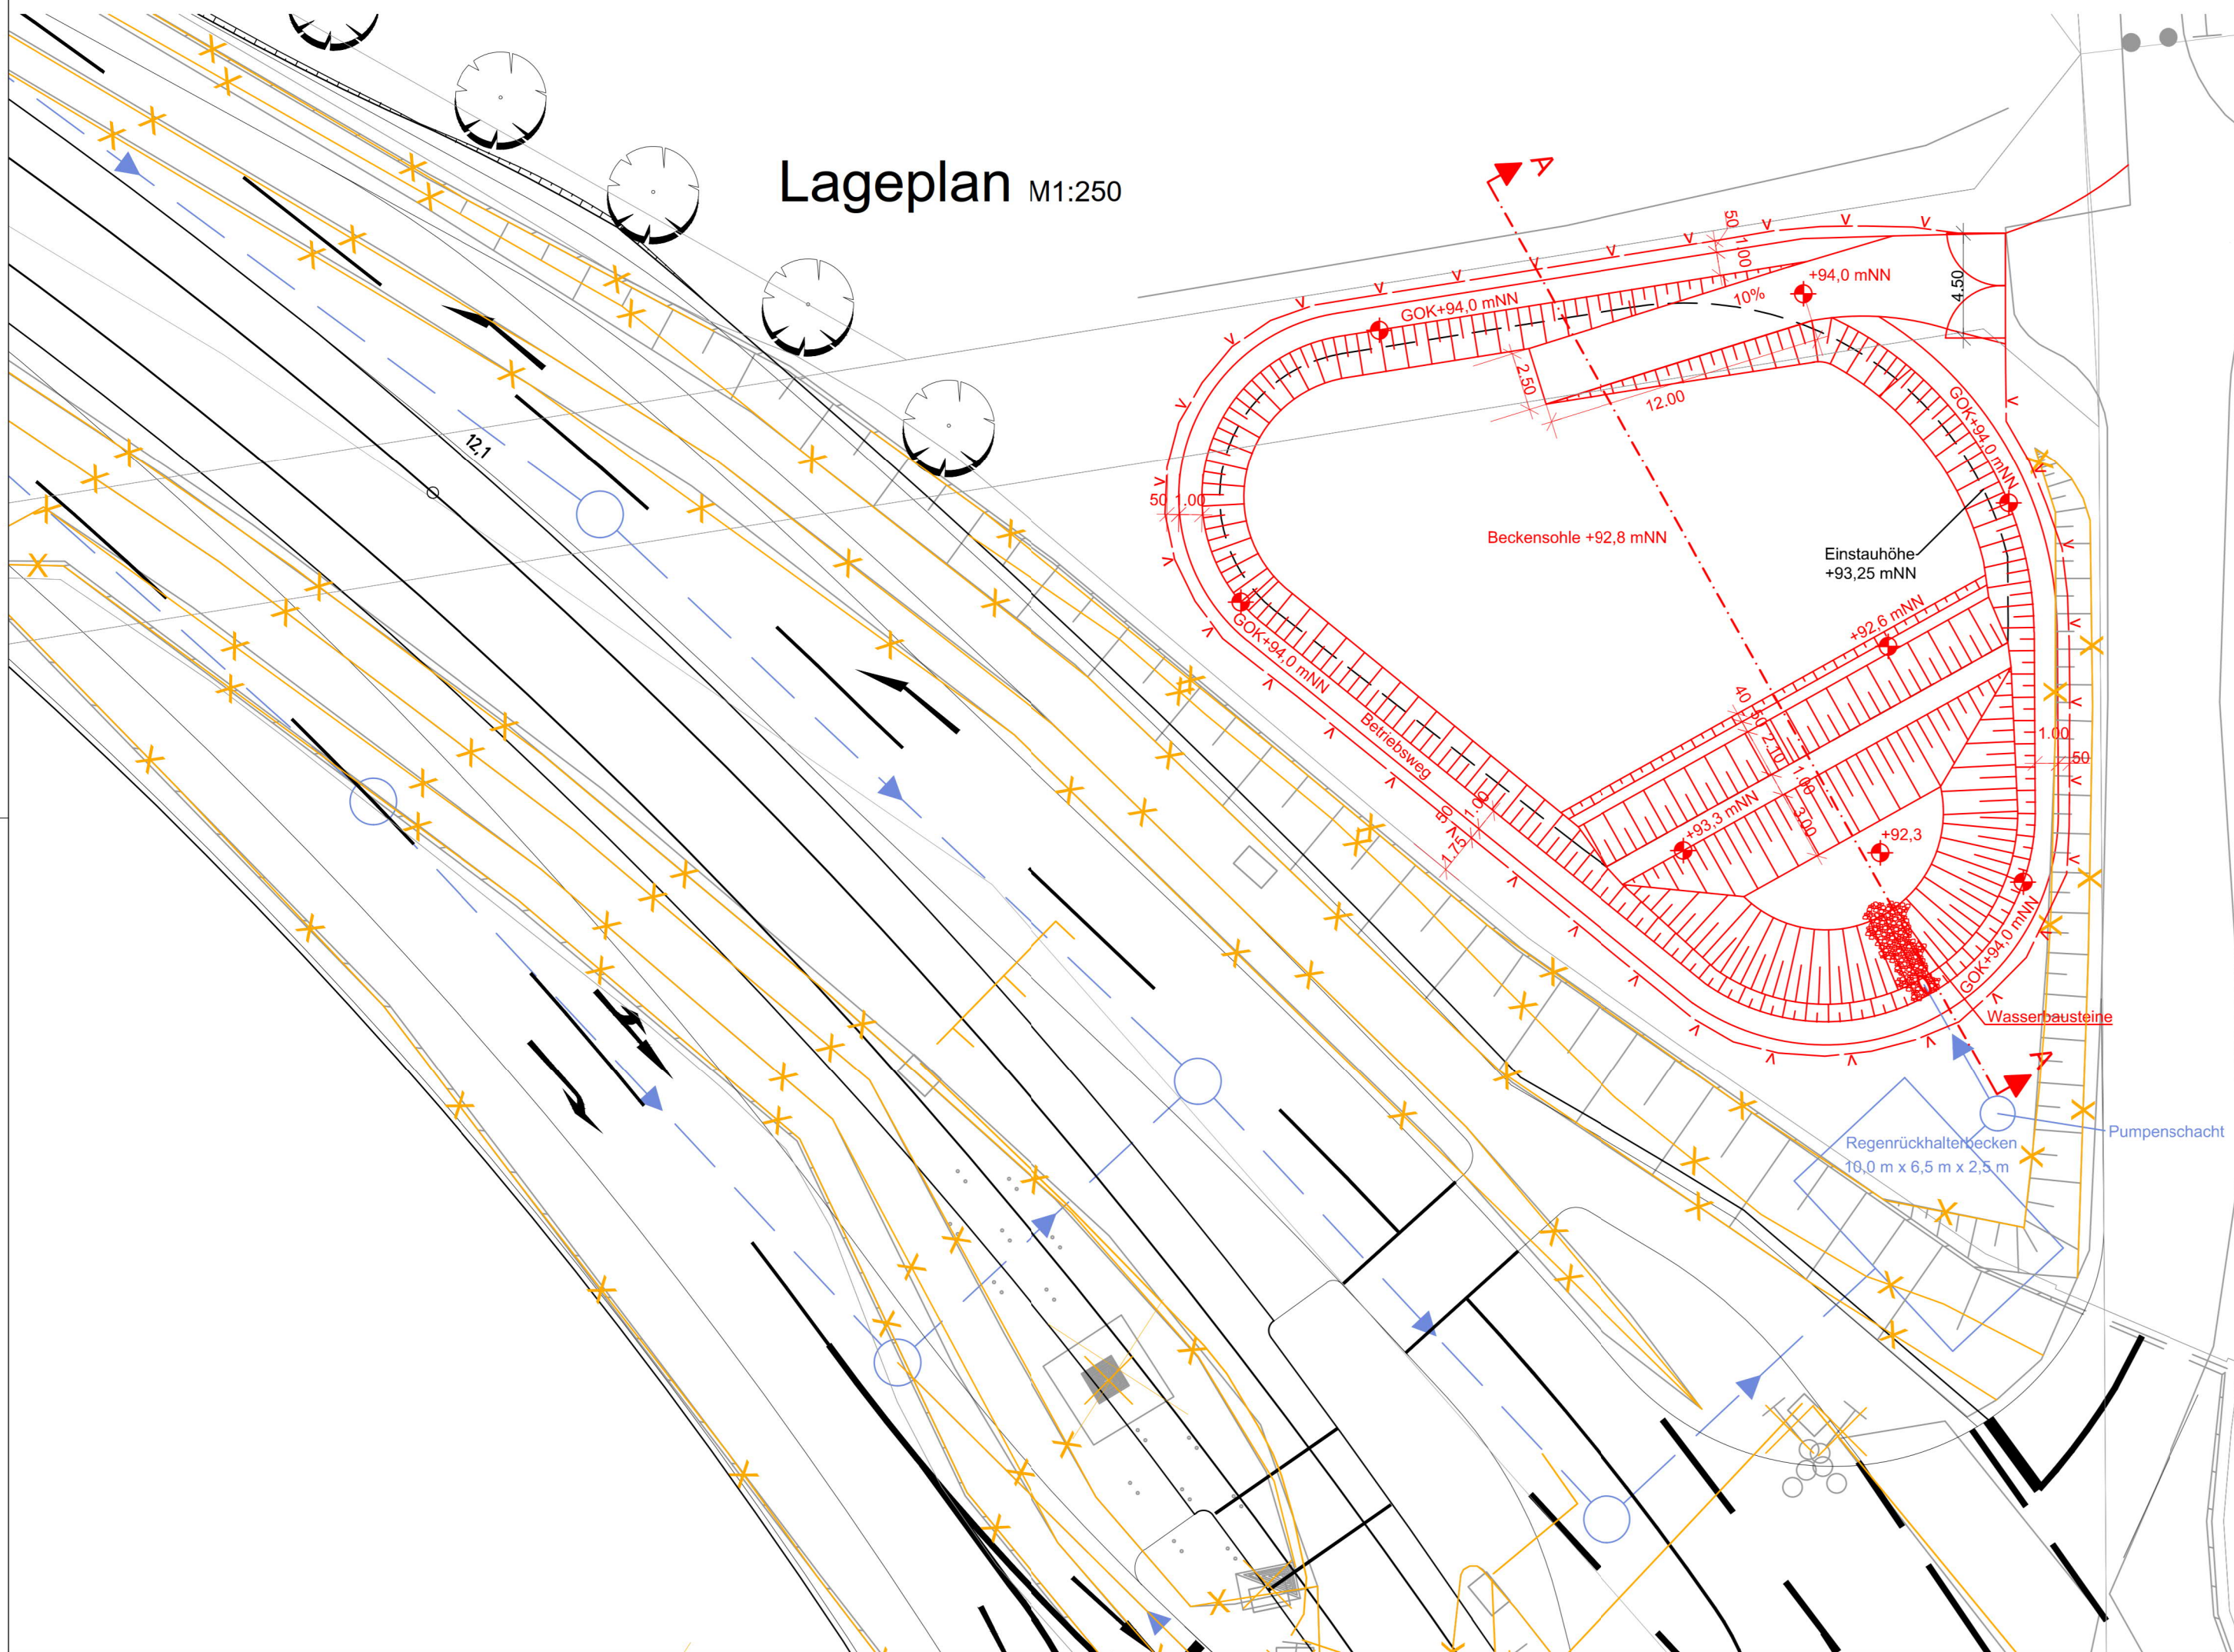 Lageplan M1:250
A
50 1.00
+94,0 mNN
10%
4.50
GOK+94,0 mNN
2.50
12.00
GOK+94,0 mNN
50 1.00
Beckensohle +92,8 mNN
Einstauhöhe
+93,25 mNN
12,1
GOK+94,0 mNN
+92,6 mNN
Betriebsweg
40
50
2.10
1.00
3.00
1.00
50
50
1.00
1.75
+93,3 mNN
+92,3
GOK+94,0 mNN
Wasserbausteine
A
Pumpenschacht
Regenrückhalterbecken
10,0 m x 6,5 m x 2,5 m